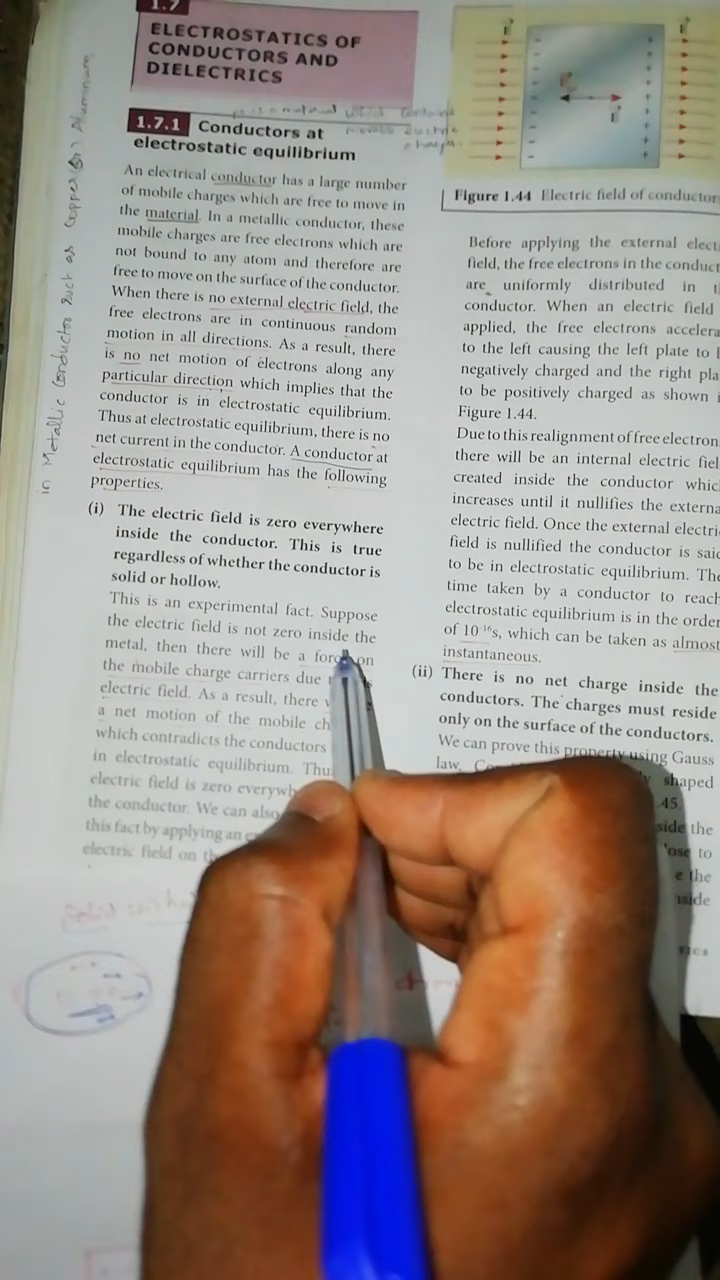 1.7
ELECTROSTATICS OF
CONDUCTORS AND
DIELECTRICS
1.7.1 Conductors at
electrostatic equilibrium
An electrical conductor has a large number
of mobile charges which are free to move in
the material. In a metallic conductor, these
mobile charges are free electrons which are
not bound to any atom and therefore are
free to move on the surface of the conductor.
When there is no external electric field, the
free electrons are in continuous random
motion in all directions. As a result, there
is no net motion of electrons along any
particular direction which implies that the
conductor is in electrostatic equilibrium.
Thus at electrostatic equilibrium, there is no
net current in the conductor. A conductor at
electrostatic equilibrium has the following
properties.
(i) The electric field is zero everywhere
inside the conductor. This is true
regardless of whether the conductor is
solid or hollow.
This is an experimental fact. Suppose
the electric field is not zero inside the
metal, then there will be a force on
the mobile charge carriers due
electric field. As a result, there
a net motion of the mobile ch
which contradicts the conductors
in electrostatic equilibrium. Thu
electric field is zero everywh
the conductor. We can also
this fact by applying an
electric field on th
in Metallic Conductor such as Copper (or) Aluminium
is a material which
movable
charges
E
E
Figure 1.44 Electric field of conductor
Before applying the external elect
field, the free electrons in the conduct
are uniformly distributed in t
conductor. When an electric field
applied, the free electrons accelera
to the left causing the left plate to
negatively charged and the right pla
to be positively charged as shown i
Figure 1.44.
Due to this realignment of free electron
there will be an internal electric fiel
created inside the conductor whic
increases until it nullifies the externa
electric field. Once the external electri
field is nullified the conductor is said
to be in electrostatic equilibrium. The
time taken by a conductor to reach
electrostatic equilibrium is in the order
of 10 16s, which can be taken as almost
instantaneous.
(ii) There is no net charge inside the
conductors. The charges must reside
only on the surface of the conductors.
We can prove this property using Gauss
law. shaped
.45
side the
ose to
e the
side